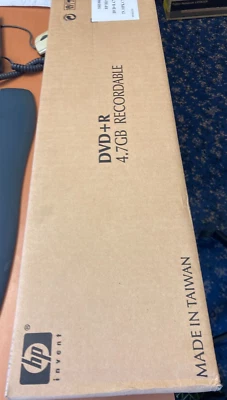 DVD+R
4.7GB RECORDABLE
MADE IN TAIWAN
hp
®
invent